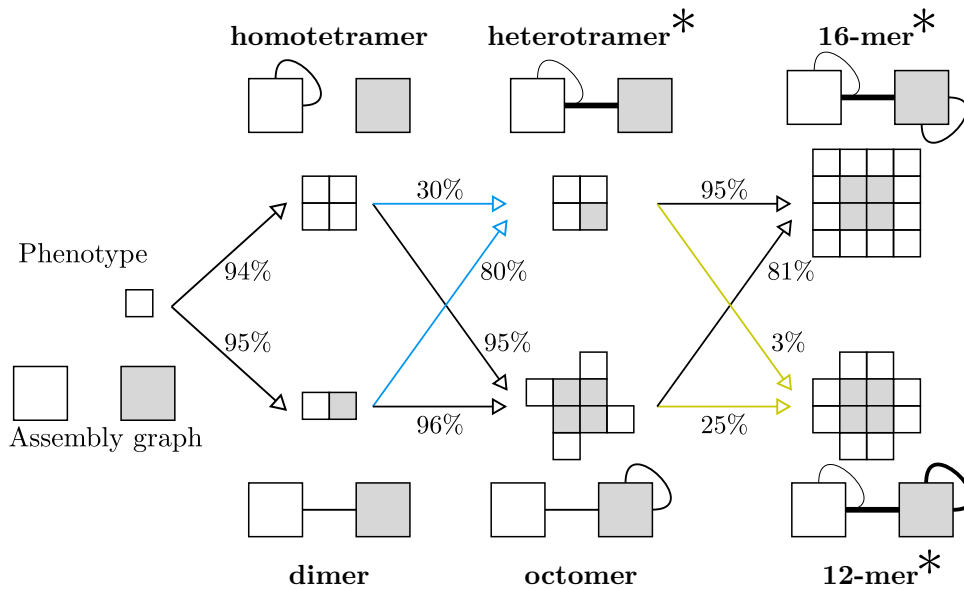 homotetramer heterotramer* 16-mer*
30% 95%
Phenotype
94% 80% 81%
95% 95% 3%
96% 25%
Assembly graph
dimer octomer 12-mer*